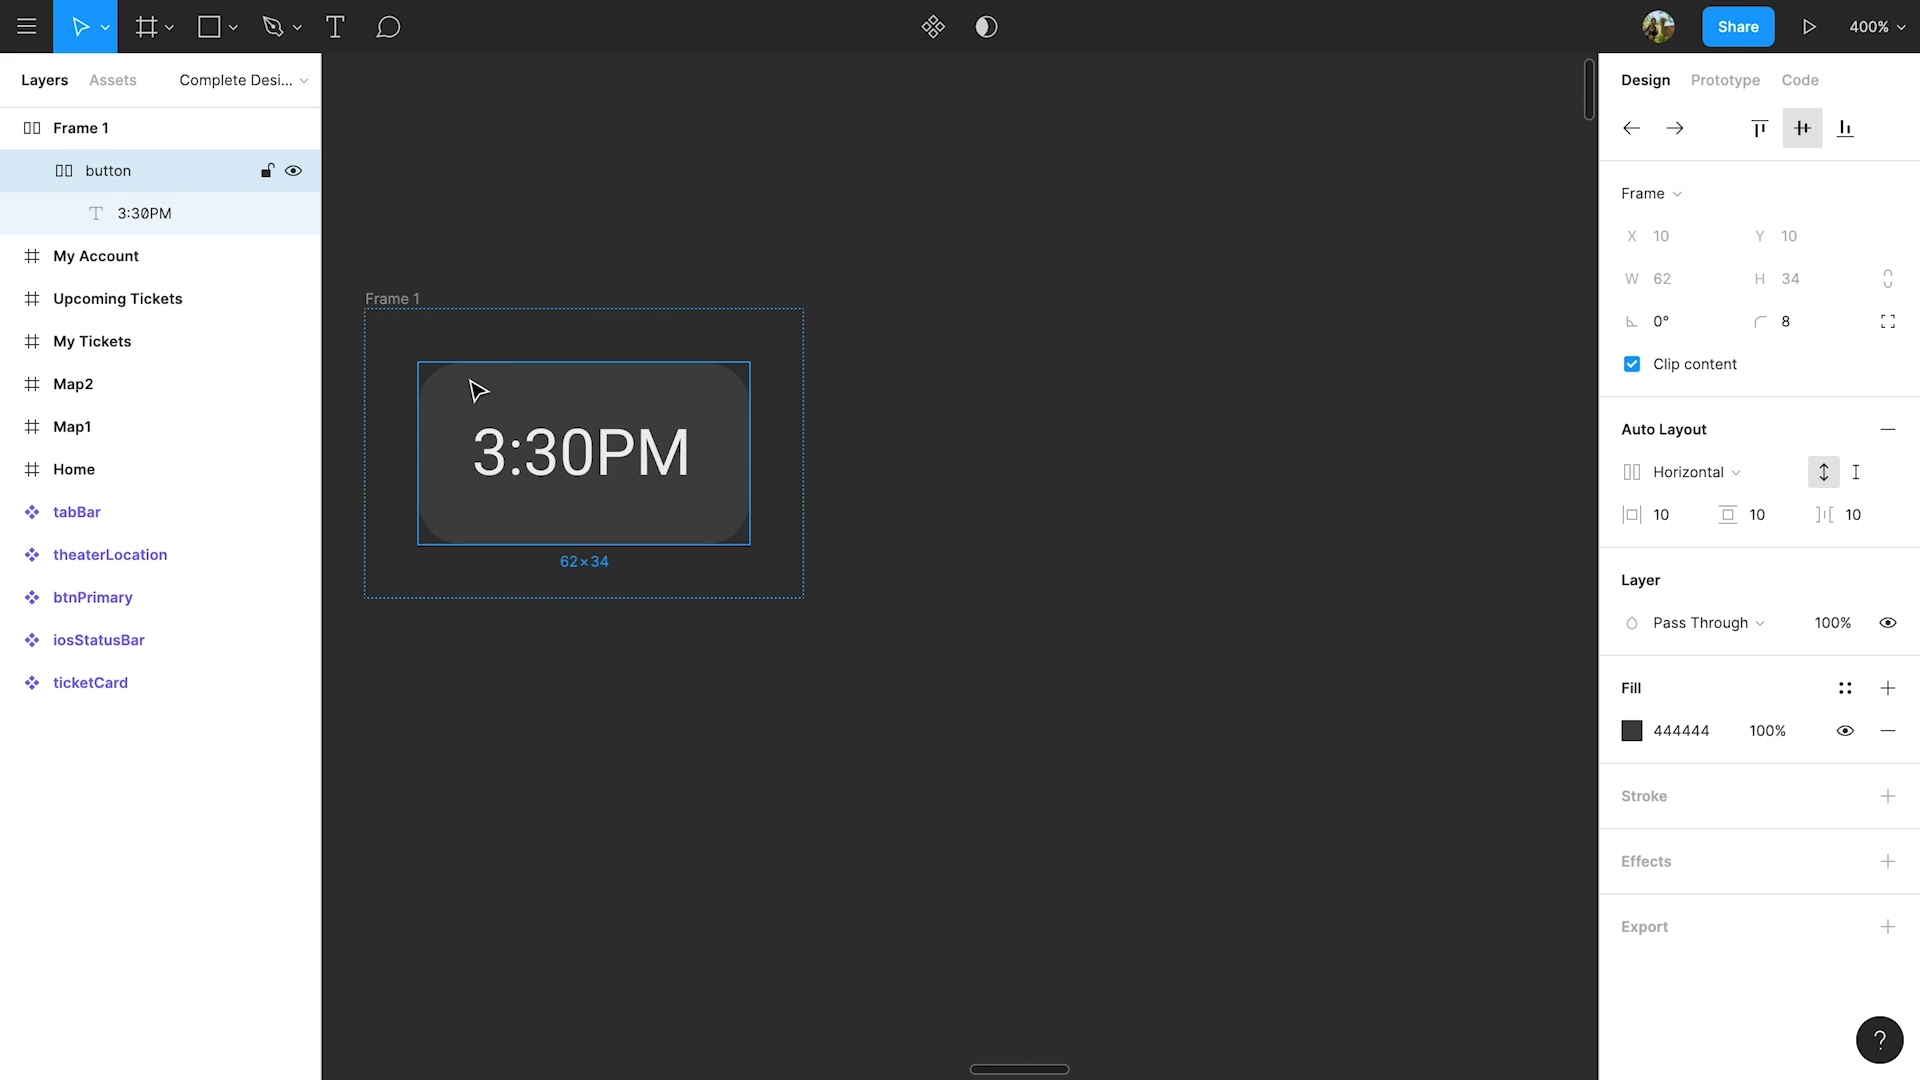 Share
400%
Layers
Assets
Complete Desi...
Frame 1
button
3:30PM
My Account
Upcoming Tickets
My Tickets
Map2
Map1
Home
tabBar
theaterLocation
btnPrimary
iosStatusBar
ticketCard
Frame 1
3:30PM
62×34
Design
Prototype
Code
Frame
X 10 Y 10
W 62 H 34
0° 8
Clip content
Auto Layout
Horizontal
10 10 10
Layer
Pass Through 100%
Fill
444444 100%
Stroke
Effects
Export
?